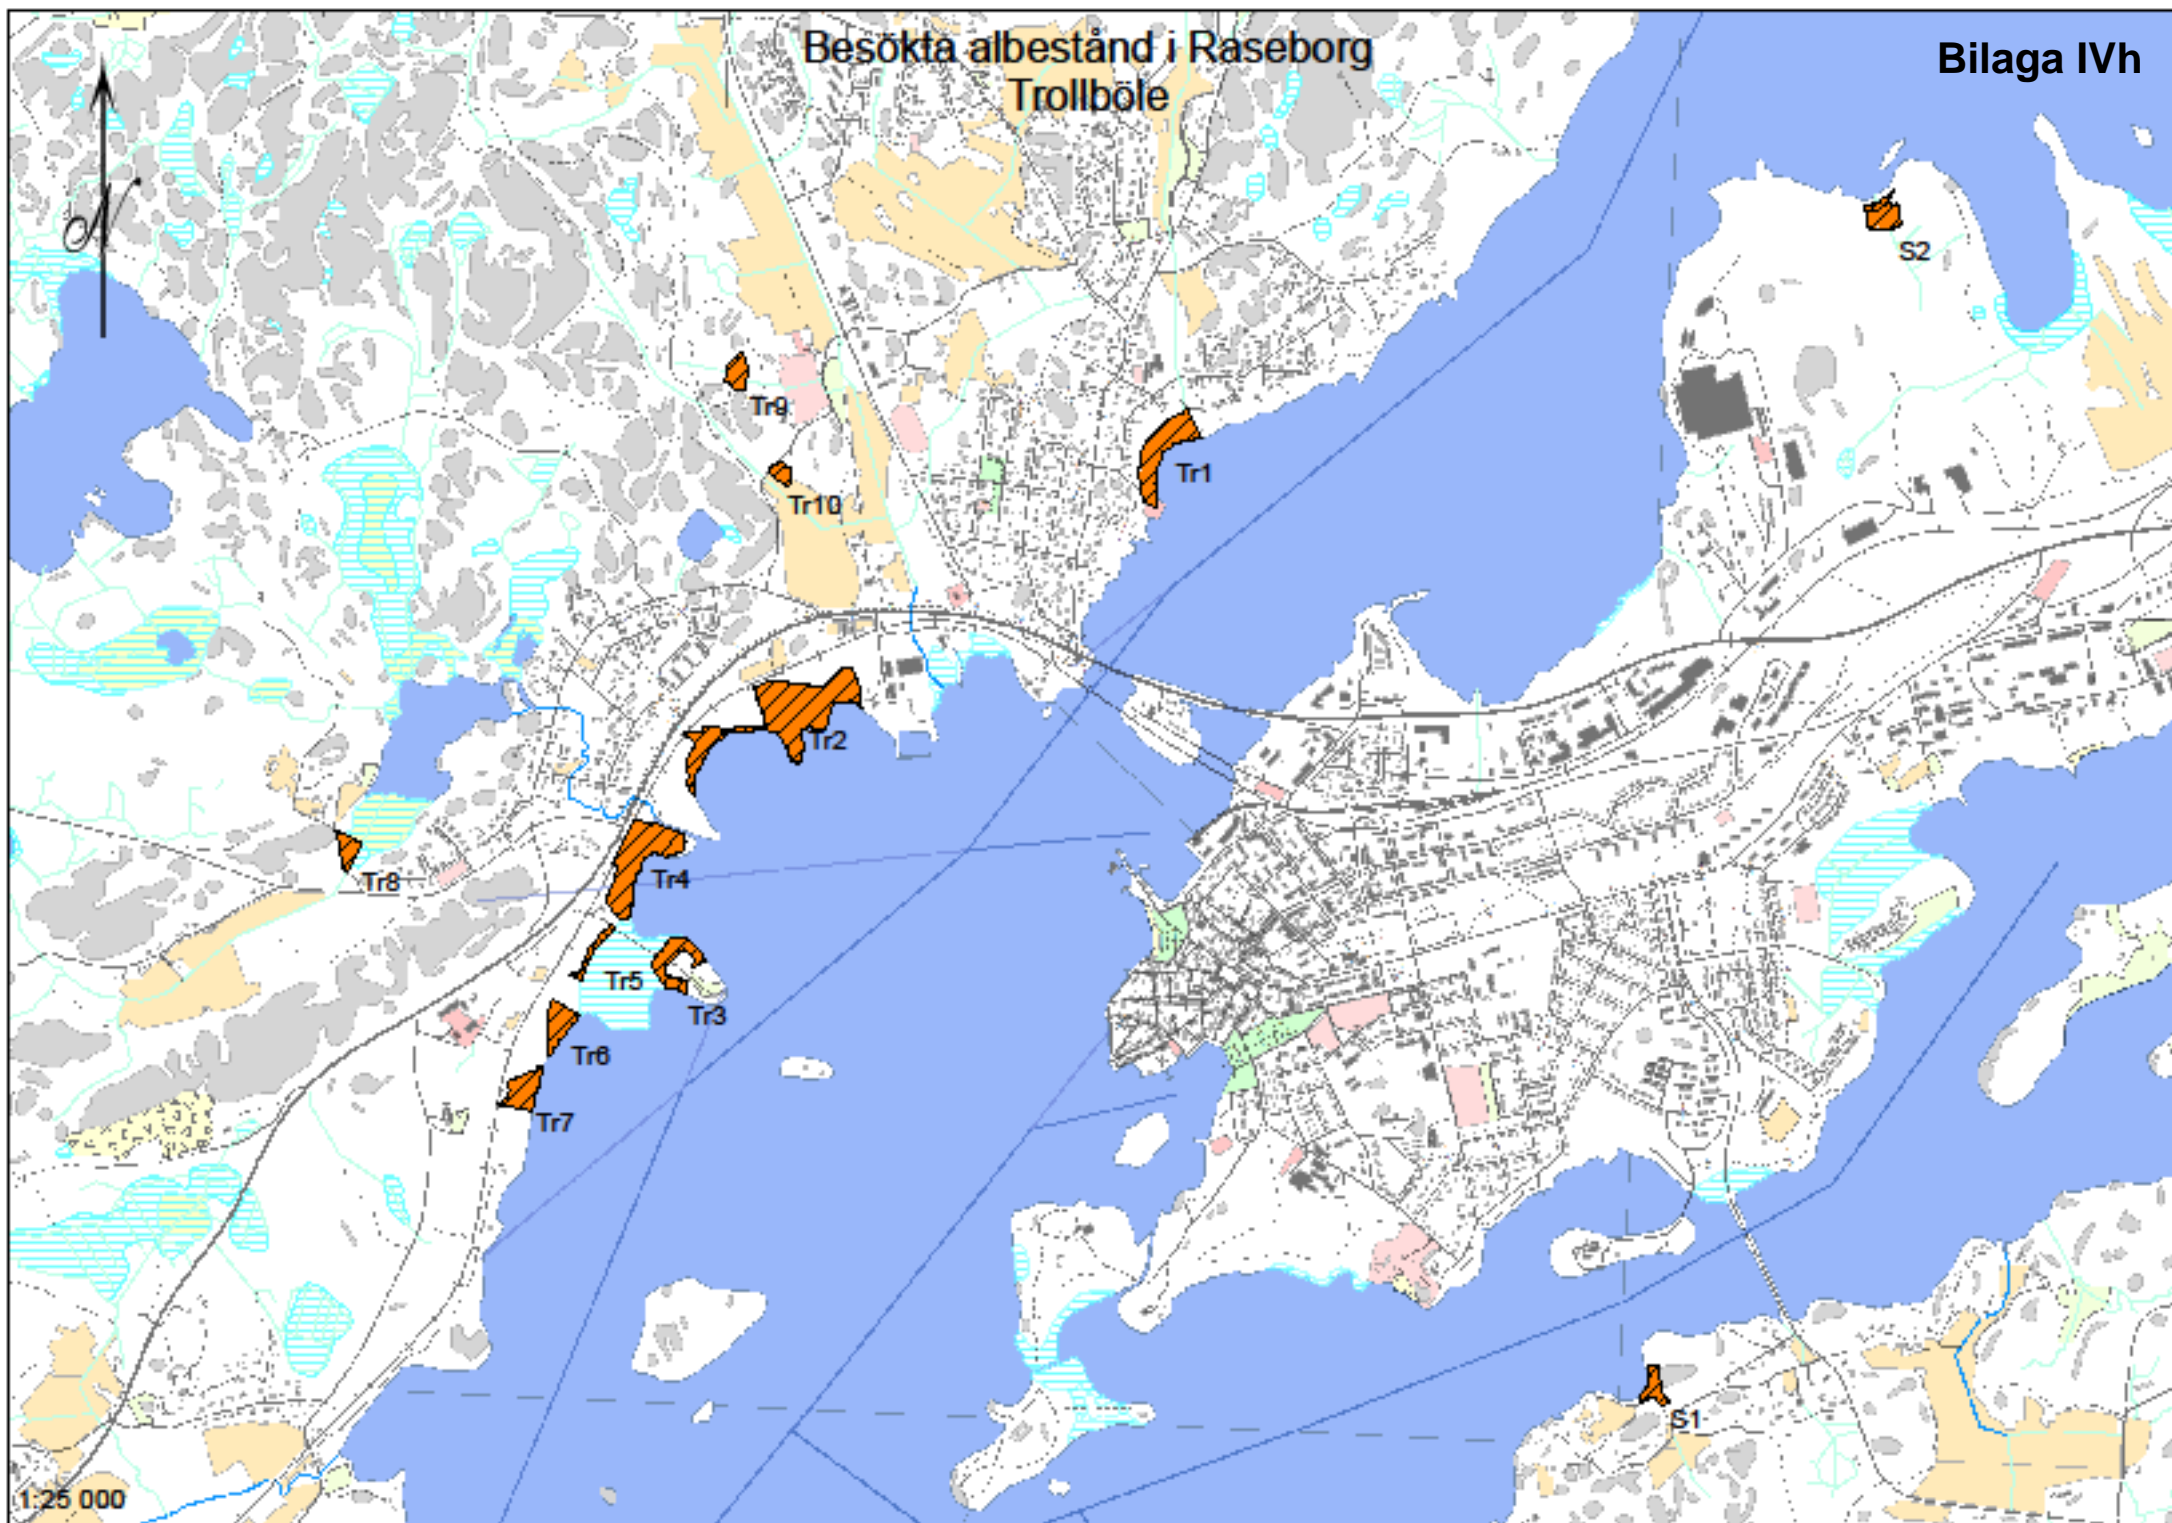 Besökta albestånd i Raseborg
Trollböle
Bilaga IVh
N
S2
Tr9
Tr1
Tr10
Tr2
Tr8
Tr4
Tr5
Tr3
Tr6
Tr7
S1
1:25 000